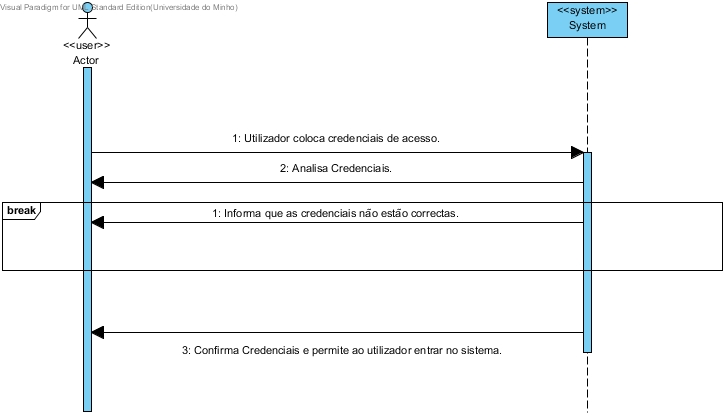 Visual Paradigm for UML Standard Edition(Universidade do Minho)
<<system>>
System
<<user>>
Actor
1: Utilizador coloca credenciais de acesso.
2: Analisa Credenciais.
break
1: Informa que as credenciais não estão correctas.
3: Confirma Credenciais e permite ao utilizador entrar no sistema.